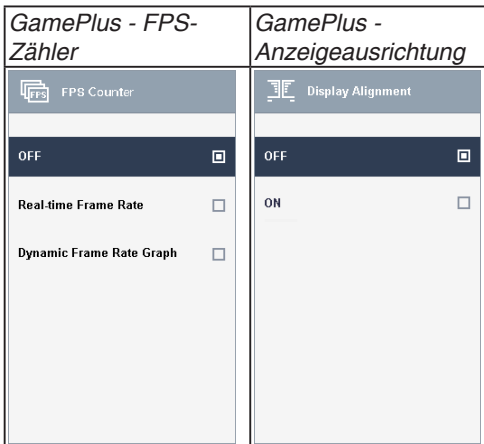 GamePlus - FPS-
Zähler
GamePlus -
Anzeigeausrichtung
FPS
FPS Counter
OFF
Real-time Frame Rate
Dynamic Frame Rate Graph
Display Alignment
OFF
ON